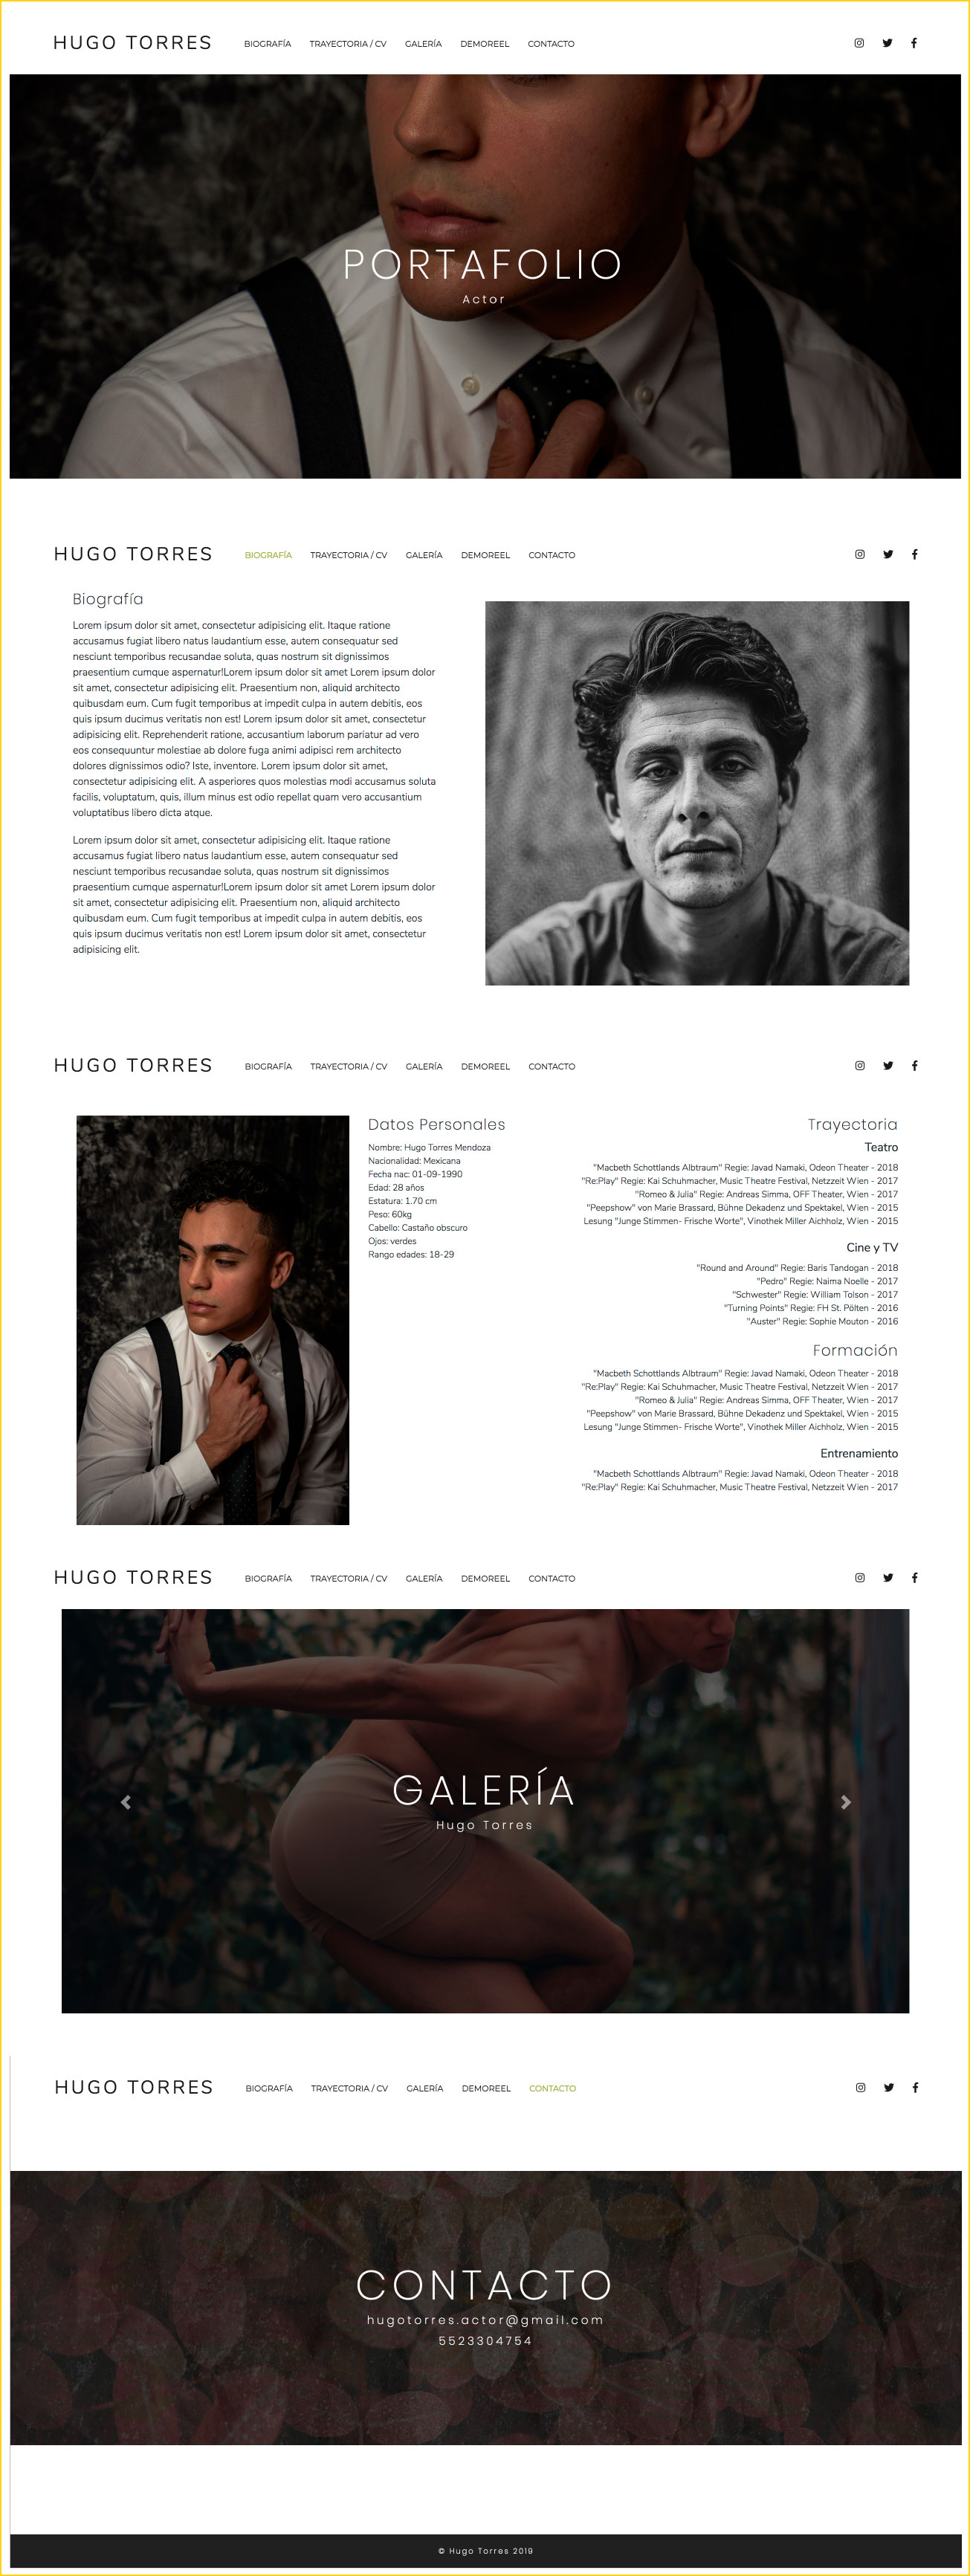 HUGO TORRES BIOGRAFÍA TRAYECTORIA / CV GALERÍA DEMOREEL CONTACTO
PORTAFOLIO
Actor
HUGO TORRES BIOGRAFÍA TRAYECTORIA / CV GALERÍA DEMOREEL CONTACTO
Biografía
Lorem ipsum dolor sit amet, consectetur adipisicing elit. Itaque ratione
accusamus fugiat libero natus laudantium esse, autem consequatur sed
nesciunt temporibus recusandae soluta, quas nostrum sit dignissimos
praesentium cumque aspernatur!Lorem ipsum dolor sit amet Lorem ipsum dolor
sit amet, consectetur adipisicing elit. Praesentium non, aliquid architecto
quibusdam eum. Cum fugit temporibus at impedit culpa in autem debitis, eos
quis ipsum ducimus veritatis non est! Lorem ipsum dolor sit amet, consectetur
adipisicing elit. Reprehenderit ratione, accusantium laborum pariatur ad vero
eos consequuntur molestiae ab dolore fuga animi adipisci rem architecto
dolores dignissimos odio? Iste, inventore. Lorem ipsum dolor sit amet,
consectetur adipisicing elit. A asperiores quos molestias modi accusamus soluta
facilis, voluptatum, quis, illum minus est odio repellat quam vero accusantium
voluptatibus libero dicta atque.
Lorem ipsum dolor sit amet, consectetur adipisicing elit. Itaque ratione
accusamus fugiat libero natus laudantium esse, autem consequatur sed
nesciunt temporibus recusandae soluta, quas nostrum sit dignissimos
praesentium cumque aspernatur!Lorem ipsum dolor sit amet Lorem ipsum dolor
sit amet, consectetur adipisicing elit. Praesentium non, aliquid architecto
quibusdam eum. Cum fugit temporibus at impedit culpa in autem debitis, eos
quis ipsum ducimus veritatis non est! Lorem ipsum dolor sit amet, consectetur
adipisicing elit.
HUGO TORRES BIOGRAFÍA TRAYECTORIA / CV GALERÍA DEMOREEL CONTACTO
Datos Personales
Nombre: Hugo Torres Mendoza
Nacionalidad: Mexicana
Fecha nac: 01-09-1990
Edad: 28 años
Estatura: 1.70 cm
Peso: 60kg
Cabello: Castaño obscuro
Ojos: verdes
Rango edades: 18-29
Trayectoria
Teatro
"Macbeth Schottlands Albtraum" Regie: Javad Namaki, Odeon Theater - 2018
"Re:Play" Regie: Kai Schuhmacher, Music Theatre Festival, Netzzeit Wien - 2017
"Romeo & Julia" Regie: Andreas Simma, OFF Theater, Wien - 2017
"Peepshow" von Marie Brassard, Bühne Dekadenz und Spektakel, Wien - 2015
Lesung "Junge Stimmen- Frische Worte", Vinothek Miller Aichholz, Wien - 2015
Cine y TV
"Round and Around" Regie: Baris Tandogan - 2018
"Pedro" Regie: Naima Noelle - 2017
"Schwester" Regie: William Tolson - 2017
"Turning Points" Regie: FH St. Pölten - 2016
"Auster" Regie: Sophie Mouton - 2016
Formación
"Macbeth Schottlands Albtraum" Regie: Javad Namaki, Odeon Theater - 2018
"Re:Play" Regie: Kai Schuhmacher, Music Theatre Festival, Netzzeit Wien - 2017
"Romeo & Julia" Regie: Andreas Simma, OFF Theater, Wien - 2017
"Peepshow" von Marie Brassard, Bühne Dekadenz und Spektakel, Wien - 2015
Lesung "Junge Stimmen- Frische Worte", Vinothek Miller Aichholz, Wien - 2015
Entrenamiento
"Macbeth Schottlands Albtraum" Regie: Javad Namaki, Odeon Theater - 2018
"Re:Play" Regie: Kai Schuhmacher, Music Theatre Festival, Netzzeit Wien - 2017
HUGO TORRES BIOGRAFÍA TRAYECTORIA / CV GALERÍA DEMOREEL CONTACTO
GALERÍA
Hugo Torres
HUGO TORRES BIOGRAFÍA TRAYECTORIA / CV GALERÍA DEMOREEL CONTACTO
CONTACTO
hugotorres.actor@gmail.com
5523304754
© Hugo Torres 2019